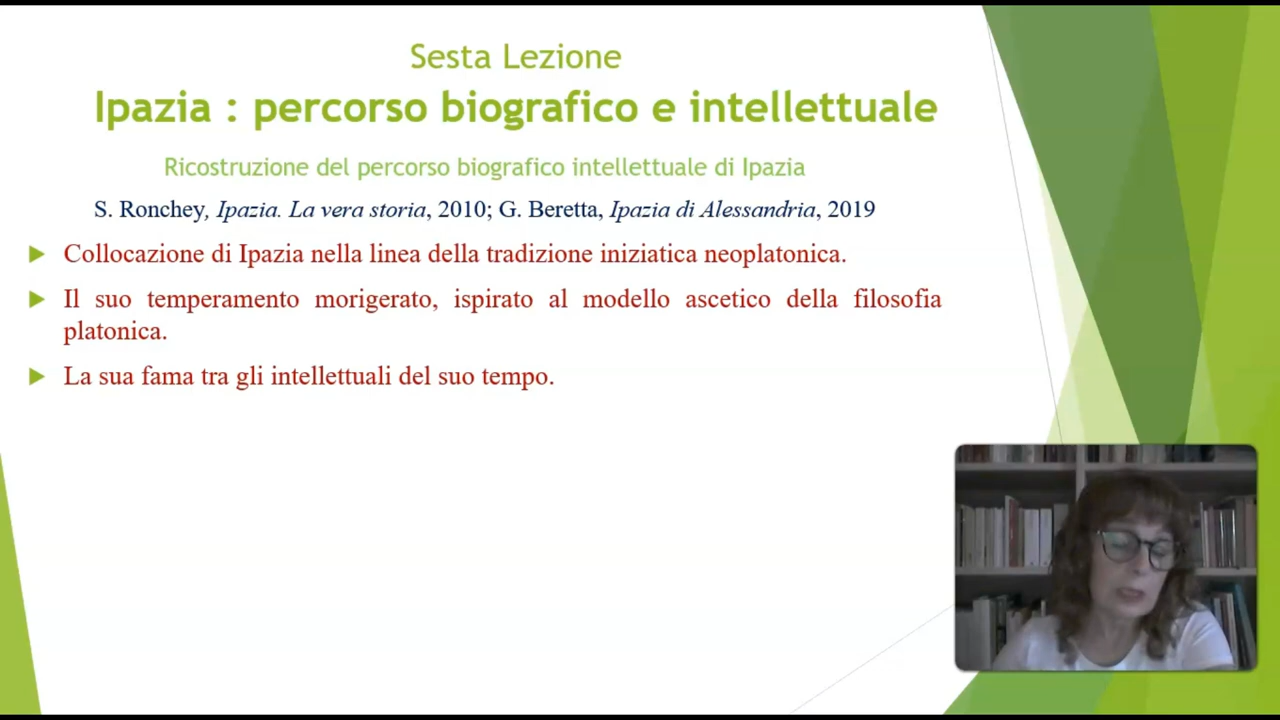 Sesta Lezione
Ipazia : percorso biografico e intellettuale
Ricostruzione del percorso biografico intellettuale di Ipazia
S. Ronchey, Ipazia. La vera storia, 2010; G. Beretta, Ipazia di Alessandria, 2019
Collocazione di Ipazia nella linea della tradizione iniziatica neoplatonica.
Il suo temperamento morigerato, ispirato al modello ascetico della filosofia
platonica.
La sua fama tra gli intellettuali del suo tempo.